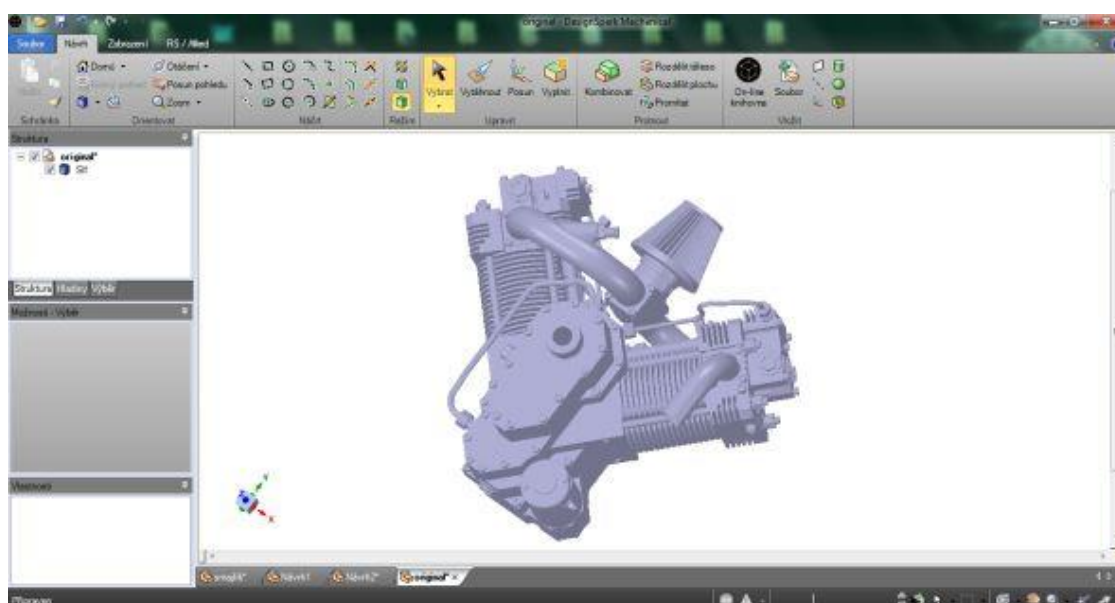 original - DesignSpark Mechanical
Soubor Návrh Zobrazení RS / Allied
Domů Otáčení
Posun pohledu
Zoom
Vybrat Vytáhnout Posun Vyplnit
Kombinovat
Rozdělit těleso
Rozdělit plochu
Promítat
On-line knihovna
Soubor
Schránka Orientovat Náčrt Režim Upravit Protnout Vložit
Struktura
original*
Síť
Struktura Hladiny Výběr
Možnosti - Výběr
Vlastnosti
Y
X
Návrh1 Návrh2* original*
Připraven